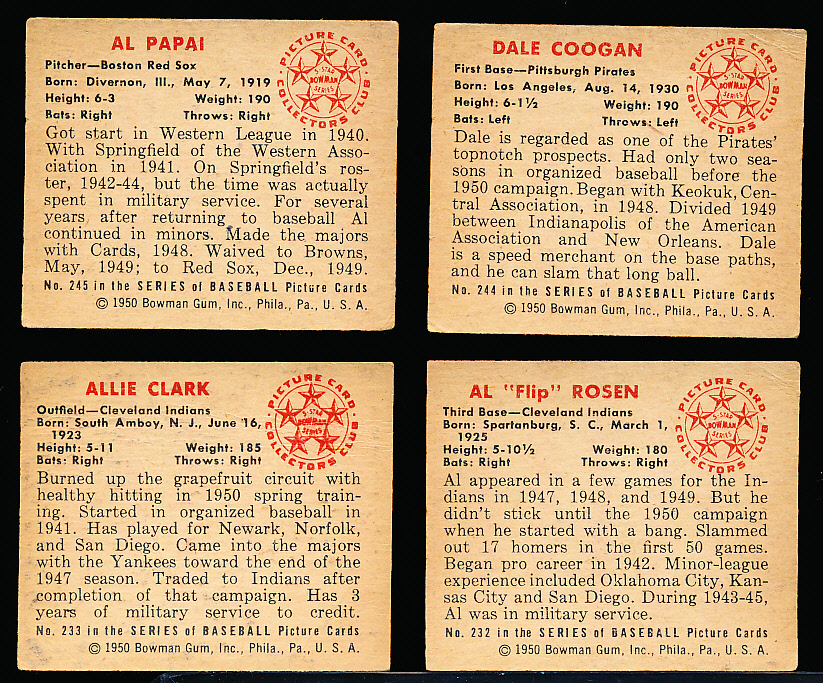 AL PAPAI
Pitcher—Boston Red Sox
Born: Divernon, Ill., May 7, 1919
Height: 6-3 Weight: 190
Bats: Right Throws: Right
PICTURE CARD
COLLECTORS CLUB
5-STAR
BOWMAN
SERIES
Got start in Western League in 1940.
With Springfield of the Western Asso-
ciation in 1941. On Springfield's ros-
ter, 1942-44, but the time was actually
spent in military service. For several
years after returning to baseball Al
continued in minors. Made the majors
with Cards, 1948. Waived to Browns,
May, 1949; to Red Sox, Dec., 1949.
No. 245 in the SERIES of BASEBALL Picture Cards
© 1950 Bowman Gum, Inc., Phila., Pa., U. S. A.
DALE COOGAN
First Base—Pittsburgh Pirates
Born: Los Angeles, Aug. 14, 1930
Height: 6-1½ Weight: 190
Bats: Left Throws: Left
PICTURE CARD
COLLECTORS CLUB
5-STAR
BOWMAN
SERIES
Dale is regarded as one of the Pirates'
topnotch prospects. Had only two sea-
sons in organized baseball before the
1950 campaign. Began with Keokuk, Cen-
tral Association, in 1948. Divided 1949
between Indianapolis of the American
Association and New Orleans. Dale
is a speed merchant on the base paths,
and he can slam that long ball.
No. 244 in the SERIES of BASEBALL Picture Cards
© 1950 Bowman Gum, Inc., Phila., Pa., U. S. A.
ALLIE CLARK
Outfield—Cleveland Indians
Born: South Amboy, N. J., June 16,
1923
Height: 5-11 Weight: 185
Bats: Right Throws: Right
PICTURE CARD
COLLECTORS CLUB
5-STAR
BOWMAN
SERIES
Burned up the grapefruit circuit with
healthy hitting in 1950 spring train-
ing. Started in organized baseball in
1941. Has played for Newark, Norfolk,
and San Diego. Came into the majors
with the Yankees toward the end of the
1947 season. Traded to Indians after
completion of that campaign. Has 3
years of military service to credit.
No. 233 in the SERIES of BASEBALL Picture Cards
© 1950 Bowman Gum, Inc., Phila., Pa., U. S. A.
AL "Flip" ROSEN
Third Base—Cleveland Indians
Born: Spartanburg, S. C., March 1,
1925
Height: 5-10½ Weight: 180
Bats: Right Throws: Right
PICTURE CARD
COLLECTORS CLUB
5-STAR
BOWMAN
SERIES
Al appeared in a few games for the In-
dians in 1947, 1948, and 1949. But he
didn't stick until the 1950 campaign
when he started with a bang. Slammed
out 17 homers in the first 50 games.
Began pro career in 1942. Minor-league
experience included Oklahoma City, Kan-
sas City and San Diego. During 1943-45,
Al was in military service.
No. 232 in the SERIES of BASEBALL Picture Cards
© 1950 Bowman Gum, Inc., Phila., Pa., U. S. A.